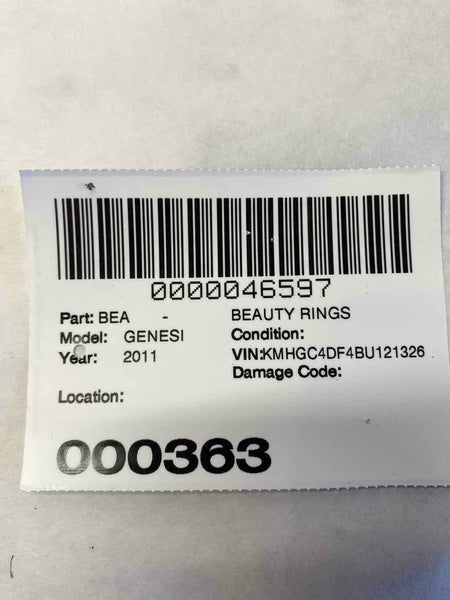 0000046597
Part: BEA - BEAUTY RINGS
Model: GENESI Condition:
Year: 2011 VIN:KMHGC4DF4BU121326
Damage Code:
Location:
000363